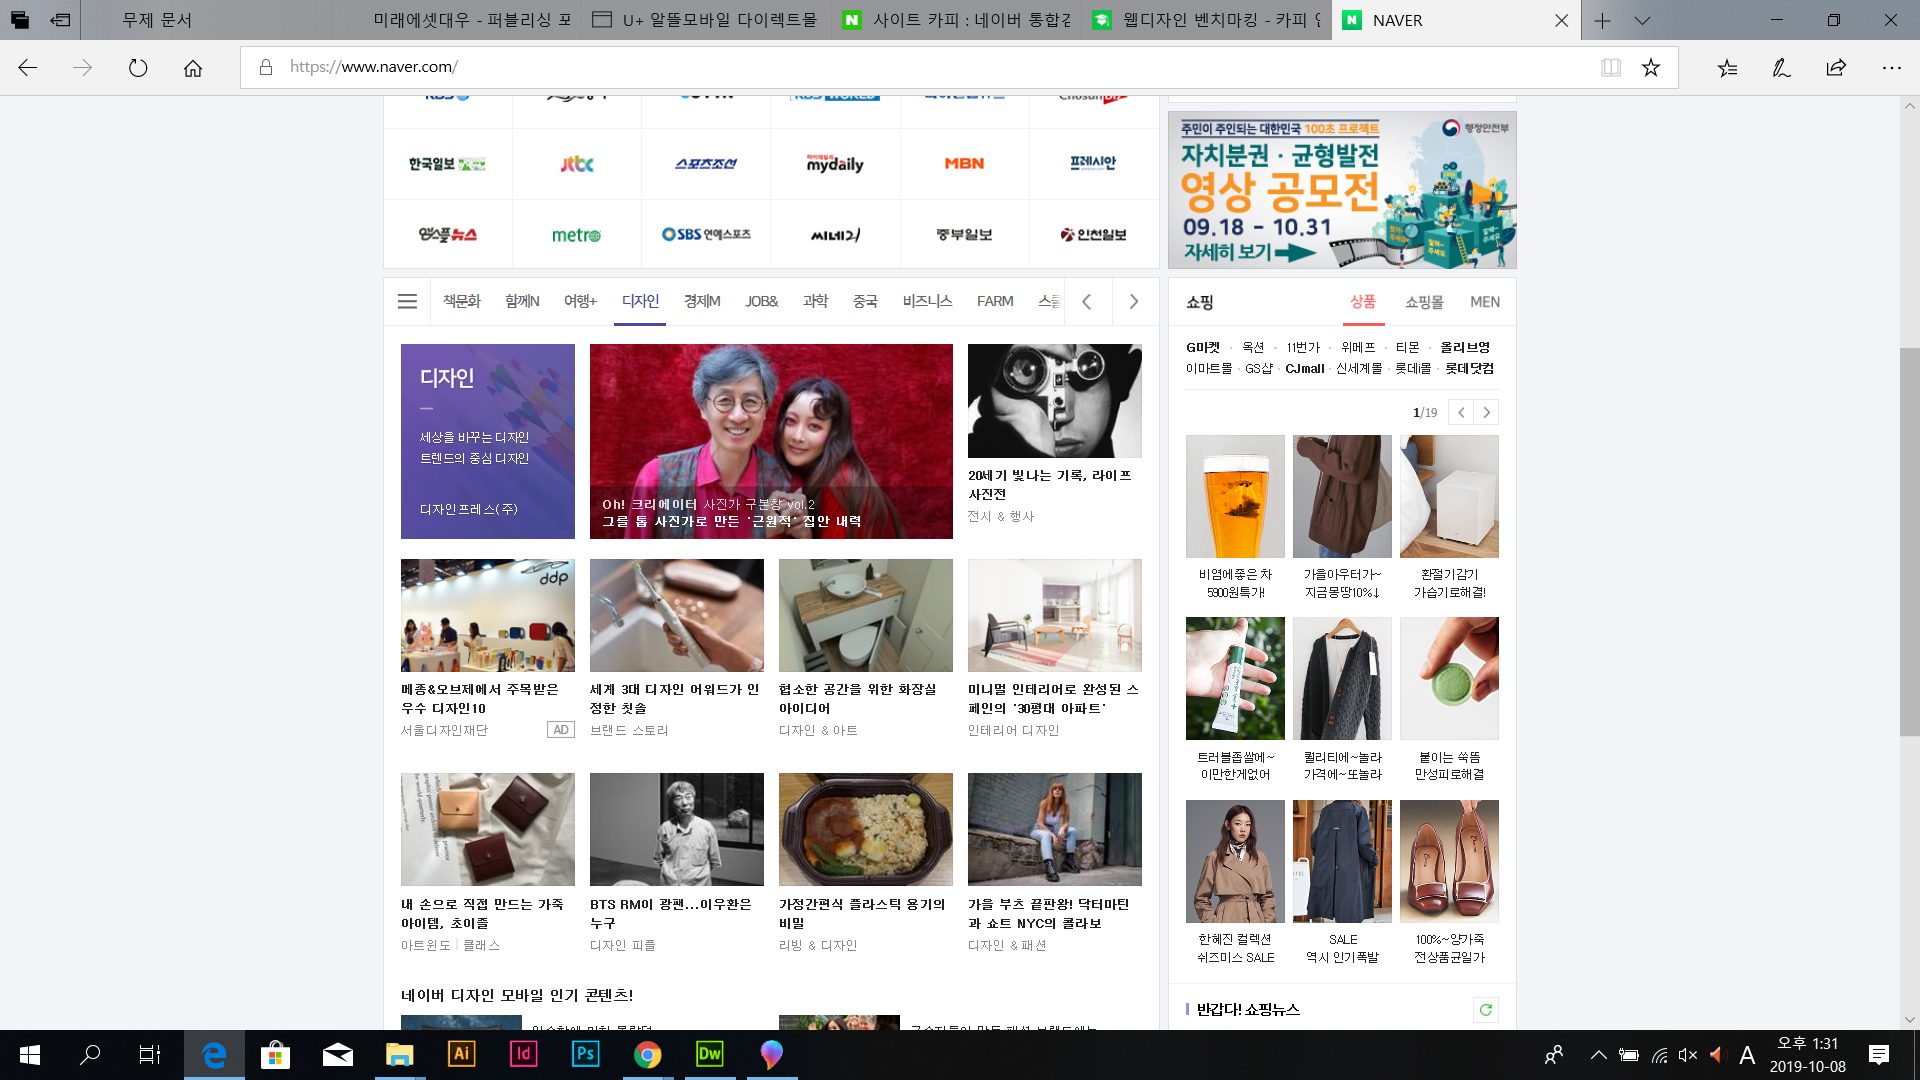 무제 문서
미래에셋대우 - 퍼블리싱 포
U+ 알뜰모바일 다이렉트몰
사이트 카피 : 네이버 통합검
웹디자인 벤치마킹 - 카피 인
NAVER
https://www.naver.com/
한국일보
jtbc
스포츠조선
마이데일리
mydaily
MBN
프레시안
엠스플뉴스
metro
SBS 연예스포츠
씨네21
중부일보
인천일보
주민이 주인되는 대한민국 100초 프로젝트
행정안전부
자치분권 · 균형발전
영상 공모전
09.18 - 10.31
자세히 보기
책문화 함께N 여행+ 디자인 경제M JOB& 과학 중국 비즈니스 FARM
디자인
세상을 바꾸는 디자인
트렌드의 중심 디자인
디자인프레스(주)
Oh! 크리에이터 사진가 구본창 vol.2
그를 톱 사진가로 만든 '근원적' 집안 내력
20세기 빛나는 기록, 라이프
사진전
전시 & 행사
ddp
메종&오브제에서 주목받은
우수 디자인10
서울디자인재단
AD
세계 3대 디자인 어워드가 인
정한 칫솔
브랜드 스토리
협소한 공간을 위한 화장실
아이디어
디자인 & 아트
미니멀 인테리어로 완성된 스
페인의 '30평대 아파트'
인테리어 디자인
내 손으로 직접 만드는 가죽
아이템, 초이졸
아트윈도 | 클래스
BTS RM이 광팬...이우환은
누구
디자인 피플
가정간편식 플라스틱 용기의
비밀
리빙 & 디자인
가을 부츠 끝판왕! 닥터마틴
과 쇼트 NYC의 콜라보
디자인 & 패션
네이버 디자인 모바일 인기 콘텐츠!
쇼핑
상품 쇼핑몰 MEN
G마켓 · 옥션 · 11번가 · 위메프 · 티몬 · 올리브영
이마트몰 · GS샵 · CJmall · 신세계몰 · 롯데i몰 · 롯데닷컴
1/19
비염에좋은 차
5900원특가!
가을아우터가~
지금몽땅10%↓
환절기감기
가습기로해결!
트러블좁쌀에~
이만한게없어
퀄리티에~놀라
가격에~또놀라
붙이는 쑥뜸
만성피로해결
한혜진 컬렉션
쉬즈미스 SALE
SALE
역시 인기폭발
100%~양가죽
전상품균일가
반갑다! 쇼핑뉴스
Ai
Id
Ps
Dw
A
오후 1:31
2019-10-08